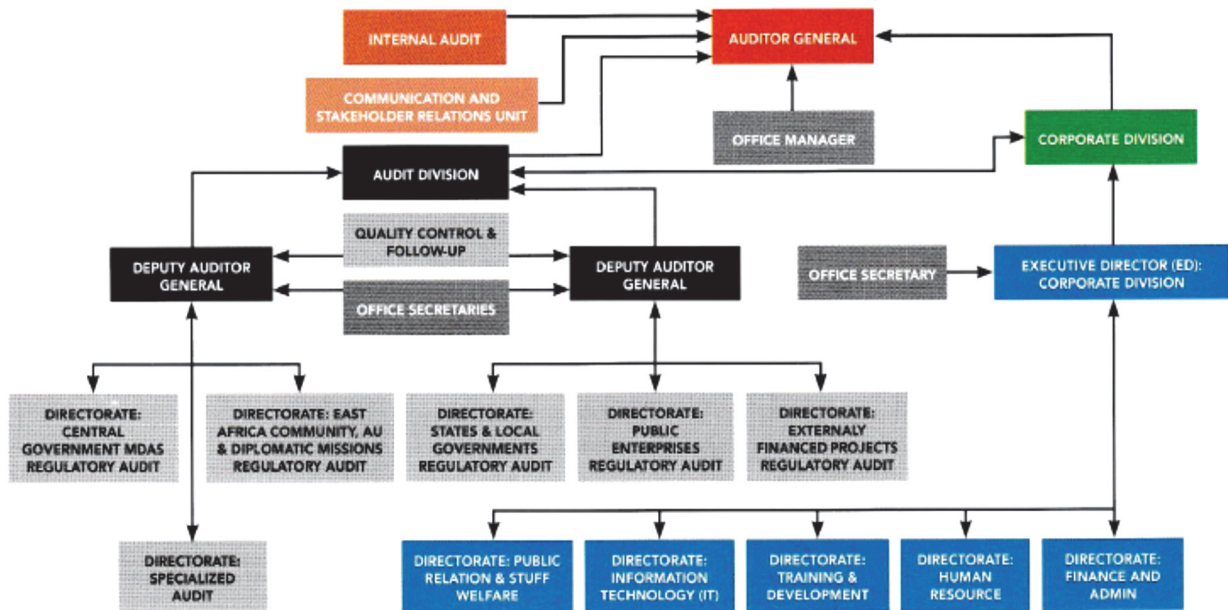 INTERNAL AUDIT
AUDITOR GENERAL
COMMUNICATION AND
STAKEHOLDER RELATIONS UNIT
OFFICE MANAGER
CORPORATE DIVISION
AUDIT DIVISION
QUALITY CONTROL &
FOLLOW-UP
DEPUTY AUDITOR
GENERAL
DEPUTY AUDITOR
GENERAL
OFFICE SECRETARIES
OFFICE SECRETARY
EXECUTIVE DIRECTOR (ED):
CORPORATE DIVISION
DIRECTORATE:
CENTRAL
GOVERNMENT MDAS
REGULATORY AUDIT
DIRECTORATE: EAST
AFRICA COMMUNITY, AU
& DIPLOMATIC MISSIONS
REGULATORY AUDIT
DIRECTORATE:
STATES & LOCAL
GOVERNMENTS
REGULATORY AUDIT
DIRECTORATE:
PUBLIC
ENTERPRISES
REGULATORY AUDIT
DIRECTORATE:
EXTERNALY
FINANCED PROJECTS
REGULATORY AUDIT
DIRECTORATE:
SPECIALIZED
AUDIT
DIRECTORATE: PUBLIC
RELATION & STUFF
WELFARE
DIRECTORATE:
INFORMATION
TECHNOLOGY (IT)
DIRECTORATE:
TRAINING &
DEVELOPMENT
DIRECTORATE:
HUMAN
RESOURCE
DIRECTORATE:
FINANCE AND
ADMIN